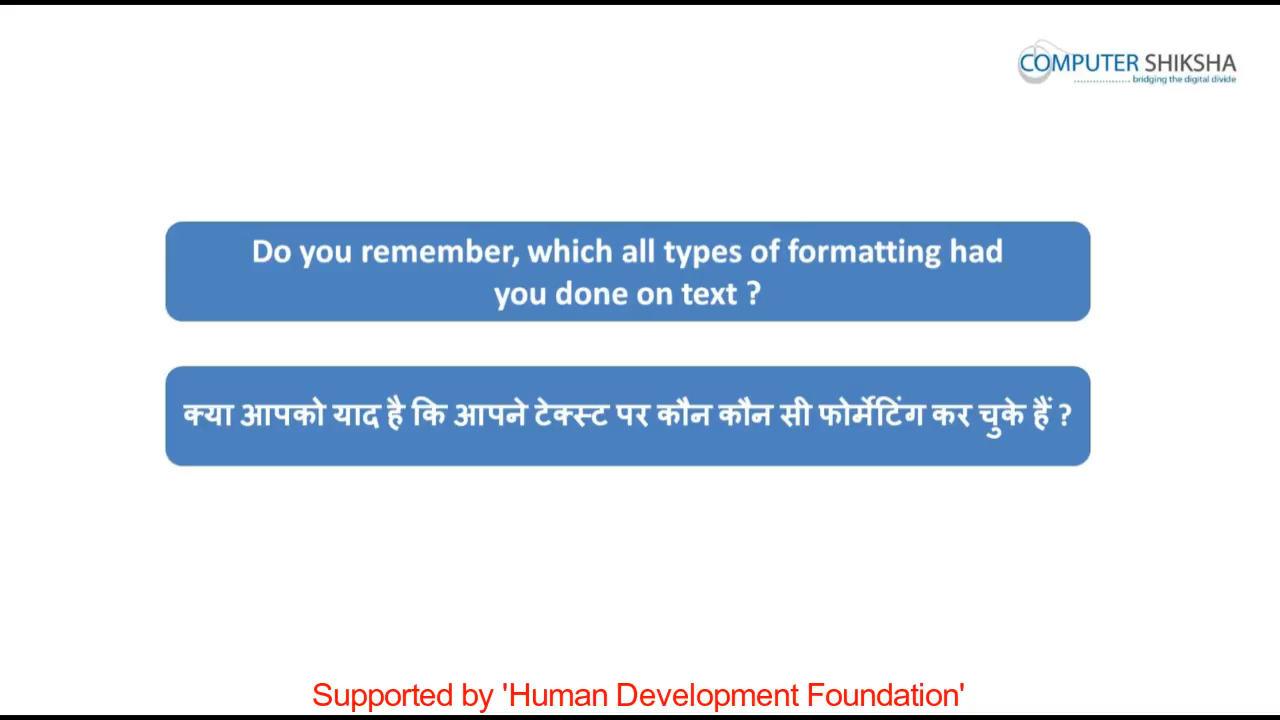 COMPUTER SHIKSHA
bridging the digital divide
Do you remember, which all types of formatting had
you done on text ?
क्या आपको याद है कि आपने टेक्स्ट पर कौन कौन सी फोर्मेटिंग कर चुके हैं ?
Supported by 'Human Development Foundation'